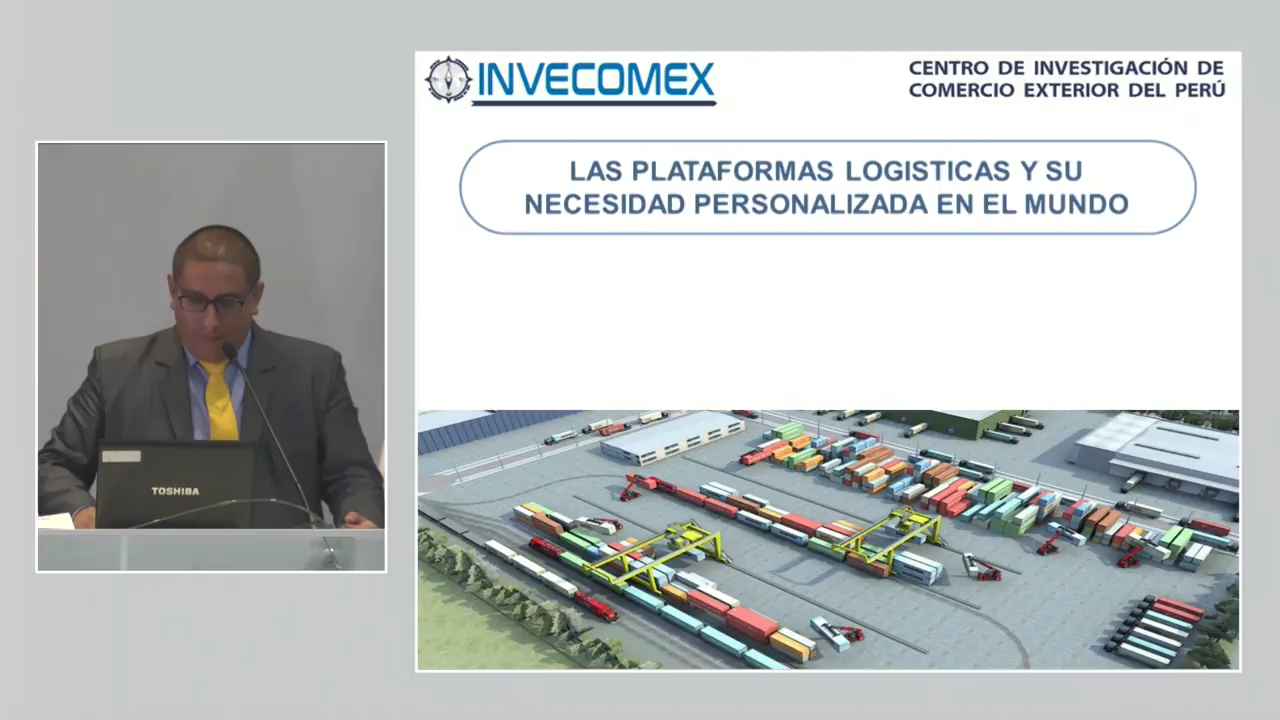 INVECOMEX
CENTRO DE INVESTIGACIÓN DE
COMERCIO EXTERIOR DEL PERÚ
LAS PLATAFORMAS LOGISTICAS Y SU
NECESIDAD PERSONALIZADA EN EL MUNDO
TOSHIBA